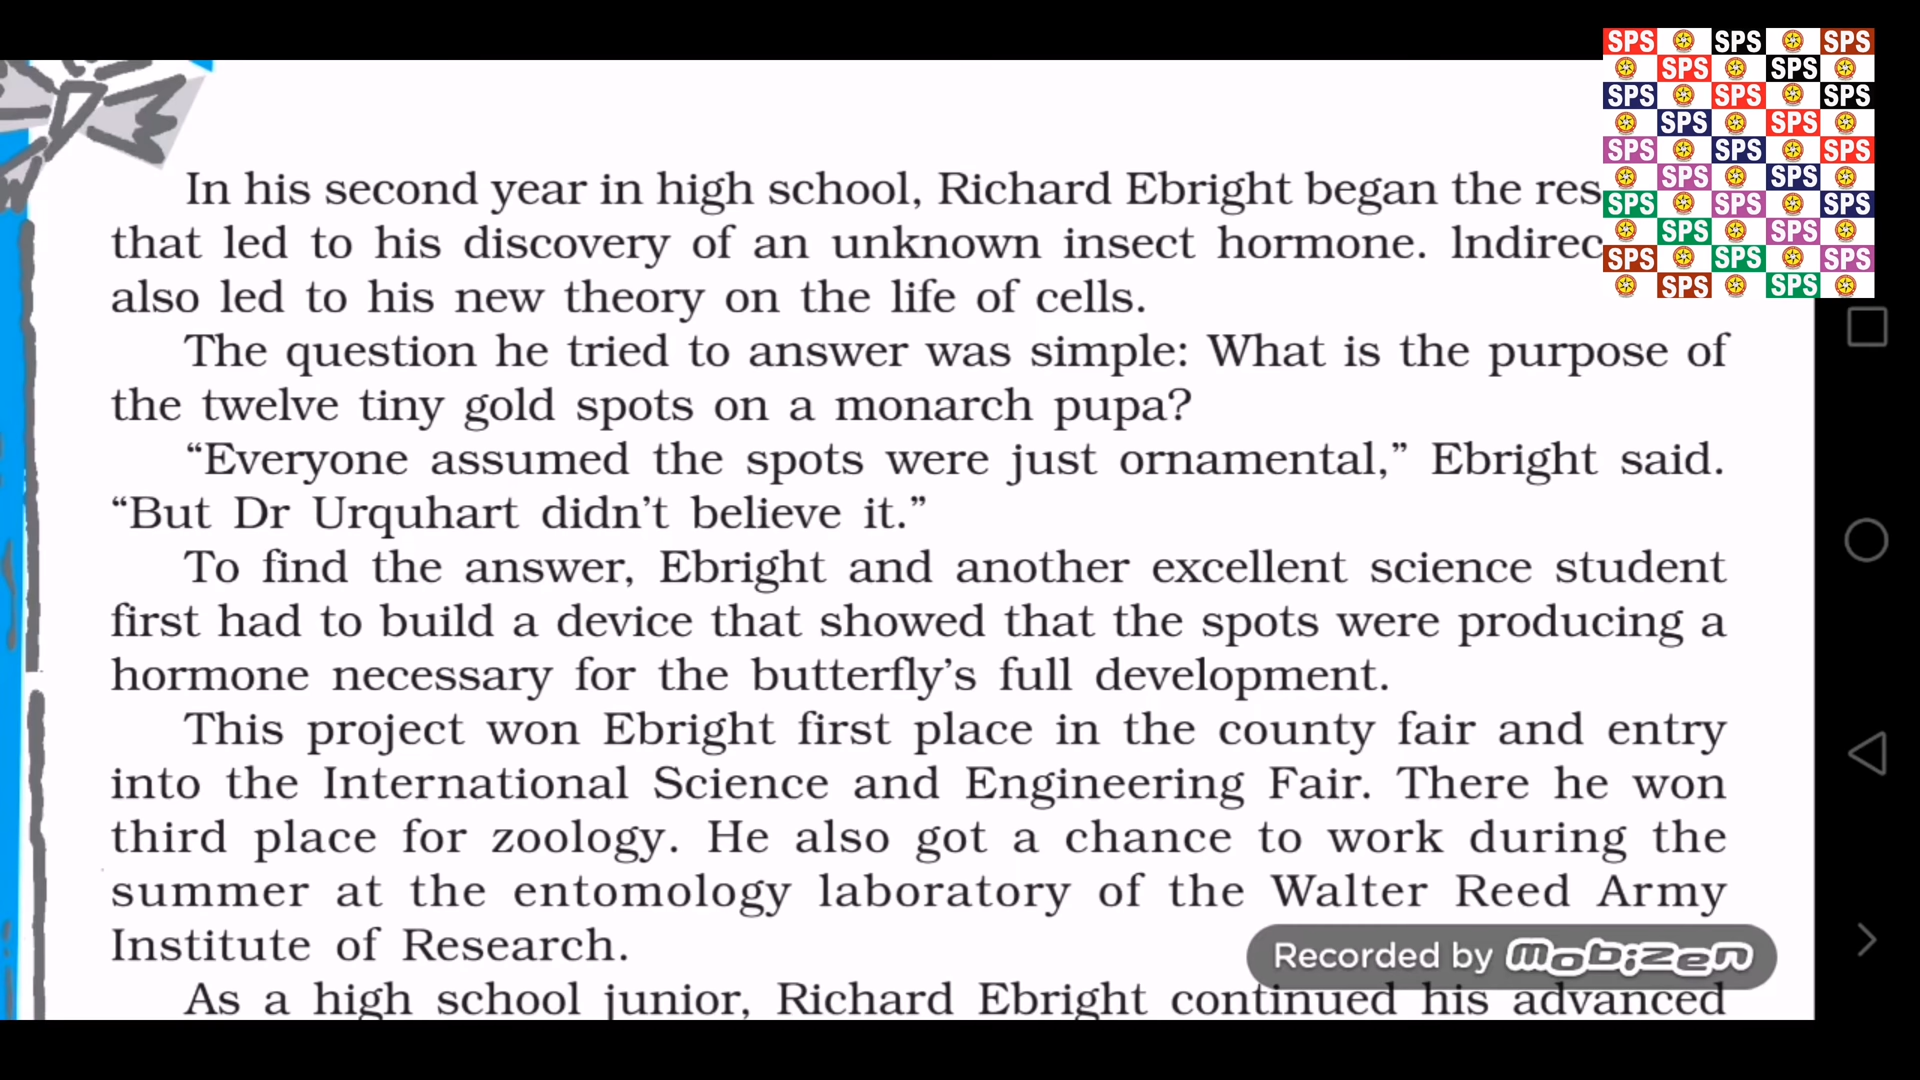 In his second year in high school, Richard Ebright began the
that led to his discovery of an unknown insect hormone.
also led to his new theory on the life of cells.
The question he tried to answer was simple: What is the purpose of
the twelve tiny gold spots on a monarch pupa?
“Everyone assumed the spots were just ornamental,” Ebright said.
“But Dr Urquhart didn’t believe it.”
To find the answer, Ebright and another excellent science student
first had to build a device that showed that the spots were producing a
hormone necessary for the butterfly’s full development.
This project won Ebright first place in the county fair and entry
into the International Science and Engineering Fair. There he won
third place for zoology. He also got a chance to work during the
summer at the entomology laboratory of the Walter Reed Army
Institute of Research.
As a high school junior, Richard Ebright continued his advanced
Recorded by mobizen
SPS SPS SPS
SPS SPS
SPS SPS SPS
SPS SPS
SPS SPS SPS
SPS SPS
SPS SPS SPS
SPS SPS
SPS SPS SPS
SPS SPS